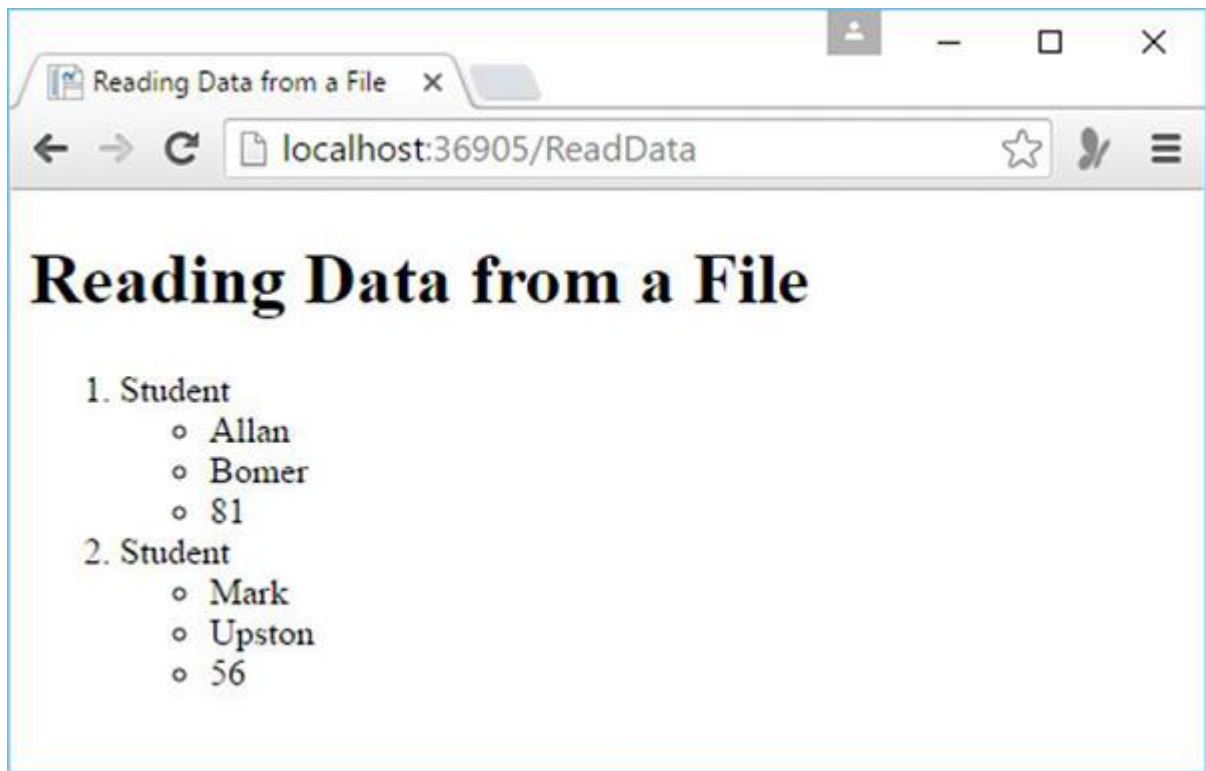 Reading Data from a File
localhost:36905/ReadData
Reading Data from a File
1. Student
Allan
Bomer
81
2. Student
Mark
Upston
56